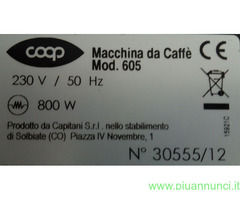 coop
Macchina da Caffè
Mod. 605
230 V / 50 Hz
800 W
CE
Prodotto da Capitani S.r.l. nello stabilimento
di Solbiate (CO) Piazza IV Novembre, 1
15921C
N° 30555/12
www.piuannunci.it